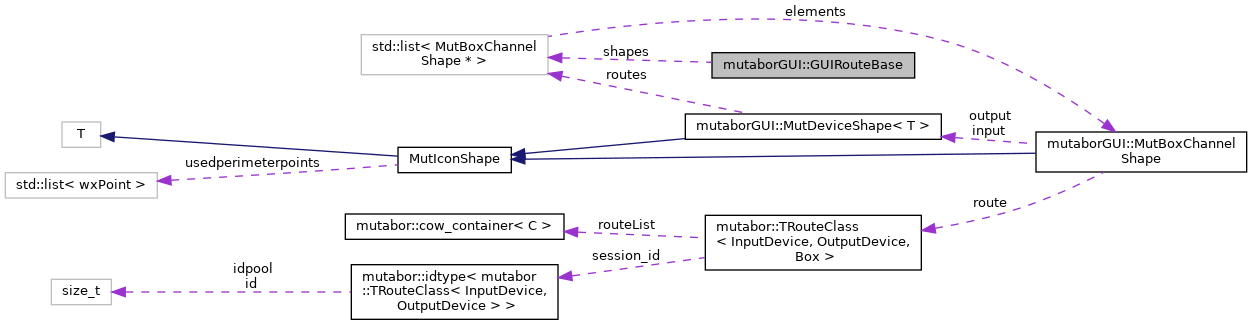 elements
std::list< MutBoxChannel
Shape * >
shapes
mutaborGUI::GUIRouteBase
routes
mutaborGUI::MutDeviceShape< T >
output
input
T
mutaborGUI::MutBoxChannel
Shape
MutIconShape
usedperimeterpoints
std::list< wxPoint >
route
mutabor::cow_container< C >
routeList
mutabor::TRouteClass
< InputDevice, OutputDevice,
Box >
session_id
idpool
id
mutabor::idtype< mutabor
::TRouteClass< InputDevice,
OutputDevice > >
size_t